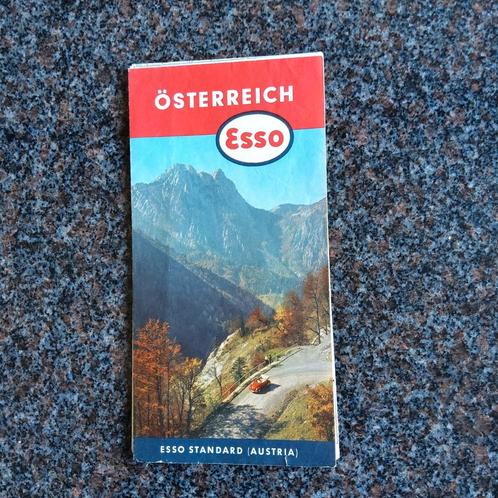 ÖSTERREICH
Esso
ESSO STANDARD (AUSTRIA)